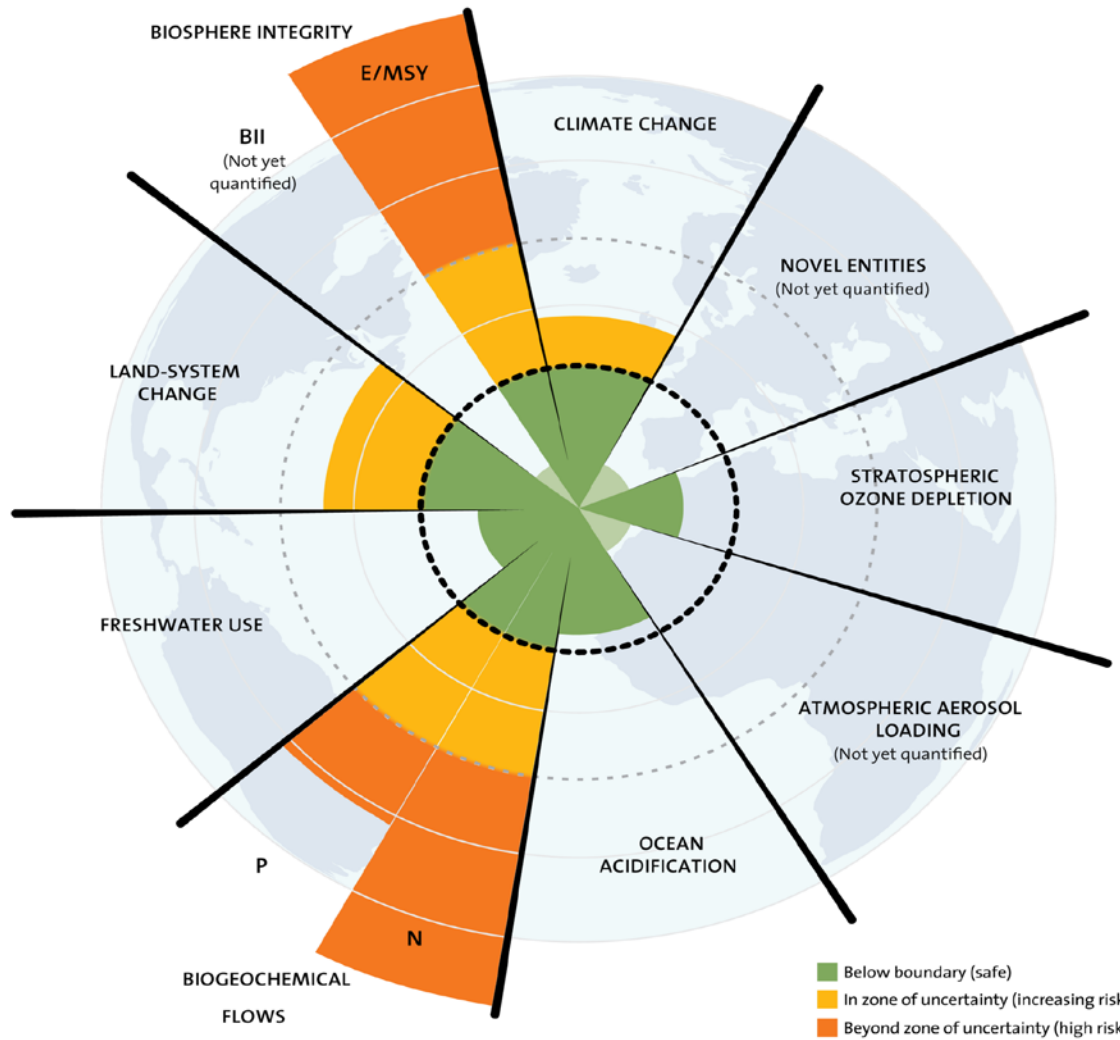 BIOSPHERE INTEGRITY
E/MSY
BII
(Not yet
quantified)
CLIMATE CHANGE
NOVEL ENTITIES
(Not yet quantified)
LAND-SYSTEM
CHANGE
STRATOSPHERIC
OZONE DEPLETION
FRESHWATER USE
ATMOSPHERIC AEROSOL
LOADING
(Not yet quantified)
OCEAN
ACIDIFICATION
P
N
BIOGEOCHEMICAL
FLOWS
Below boundary (safe)
In zone of uncertainty (increasing risk
Beyond zone of uncertainty (high risk